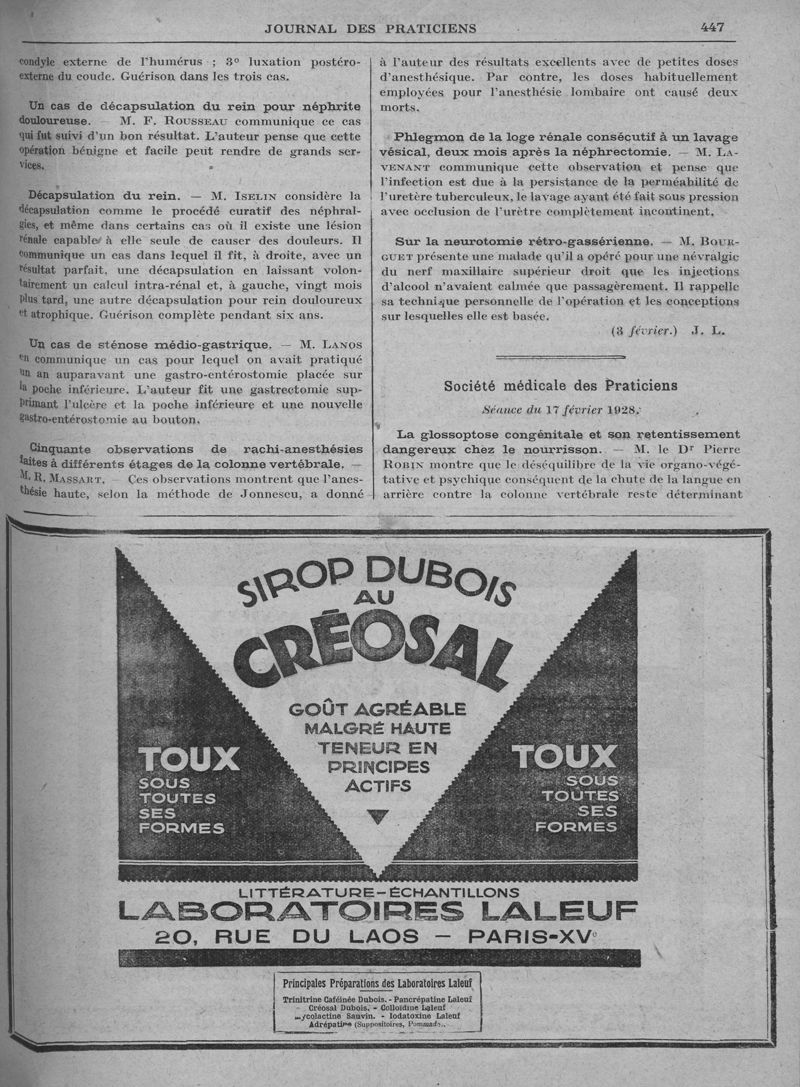 JOURNAL DES PRATICIENS 447
condyle externe de l'humérus ; 3° luxation postéro-
externe du coude. Guérison dans les trois cas.
Un cas de décapsulation du rein pour néphrite
douloureuse. — M. F. ROUSSEAU communique ce cas
qui fut suivi d'un bon résultat. L'auteur pense que cette
opération bénigne et facile peut rendre de grands ser-
vices.
Décapsulation du rein. — M. ISELIN considère la
décapsulation comme le procédé curatif des néphral-
gies, et même dans certains cas où il existe une lésion
rénale capable à elle seule de causer des douleurs. Il
communique un cas dans lequel il fit, à droite, avec un
résultat parfait, une décapsulation en laissant volon-
tairement un calcul intra-rénal et, à gauche, vingt mois
plus tard, une autre décapsulation pour rein douloureux
et atrophique. Guérison complète pendant six ans.
Un cas de sténose médio-gastrique. — M. LANOS
en communique un cas pour lequel on avait pratiqué
un an auparavant une gastro-entérostomie placée sur
la poche inférieure. L'auteur fit une gastrectomie sup-
primant l'ulcère et la poche inférieure et une nouvelle
gastro-entérostomie au bouton.
Cinquante observations de rachi-anesthésies
faites à différents étages de la colonne vertébrale. —
M. R. MASSART. — Ces observations montrent que l'anes-
thésie haute, selon la méthode de Jonnescu, a donné
à l'auteur des résultats excellents avec de petites doses
d'anesthésique. Par contre, les doses habituellement
employées pour l'anesthésie lombaire ont causé deux
morts.
Phlegmon de la loge rénale consécutif à un lavage
vésical, deux mois après la néphrectomie. — M. LA-
VENANT communique cette observation et pense que
l'infection est due à la persistance de la perméabilité de
l'uretère tuberculeux, le lavage ayant été fait sous pression
avec occlusion de l'urètre complètement incontinent.
Sur la neurotomie rétro-gassérienne. — M. BOUR-
GUET présente une malade qu'il a opéré pour une névralgie
du nerf maxillaire supérieur droit que les injections
d'alcool n'avaient calmée que passagèrement. Il rappelle
sa technique personnelle de l'opération et les conceptions
sur lesquelles elle est basée.
(3 février.) J. L.
Société médicale des Praticiens
Séance du 17 février 1928.
La glossoptose congénitale et son retentissement
dangereux chez le nourrisson. — M. le Dr Pierre
ROBIN montre que le déséquilibre de la vie organo-végé-
tative et psychique conséquent de la chute de la langue en
arrière contre la colonne vertébrale reste déterminant
SIROP DUBOIS
AU
CRÉOSAL
GOÛT AGRÉABLE
MALGRÉ HAUTE
TENEUR EN
PRINCIPES
ACTIFS
TOUX
SOUS
TOUTES
SES
FORMES
TOUX
SOUS
TOUTES
SES
FORMES
LITTÉRATURE-ÉCHANTILLONS
LABORATOIRES LALEUF
20, RUE DU LAOS — PARIS-XVe
Principales Préparations des Laboratoires Laleuf
Trinitrine Caféinée Dubois. - Pancrépatine Laleuf
Créosal Dubois. - Colloïdine Laleuf
Sauvin. - Iodatoxine Laleuf
Adrépatine (Suppositoires, Pommade).